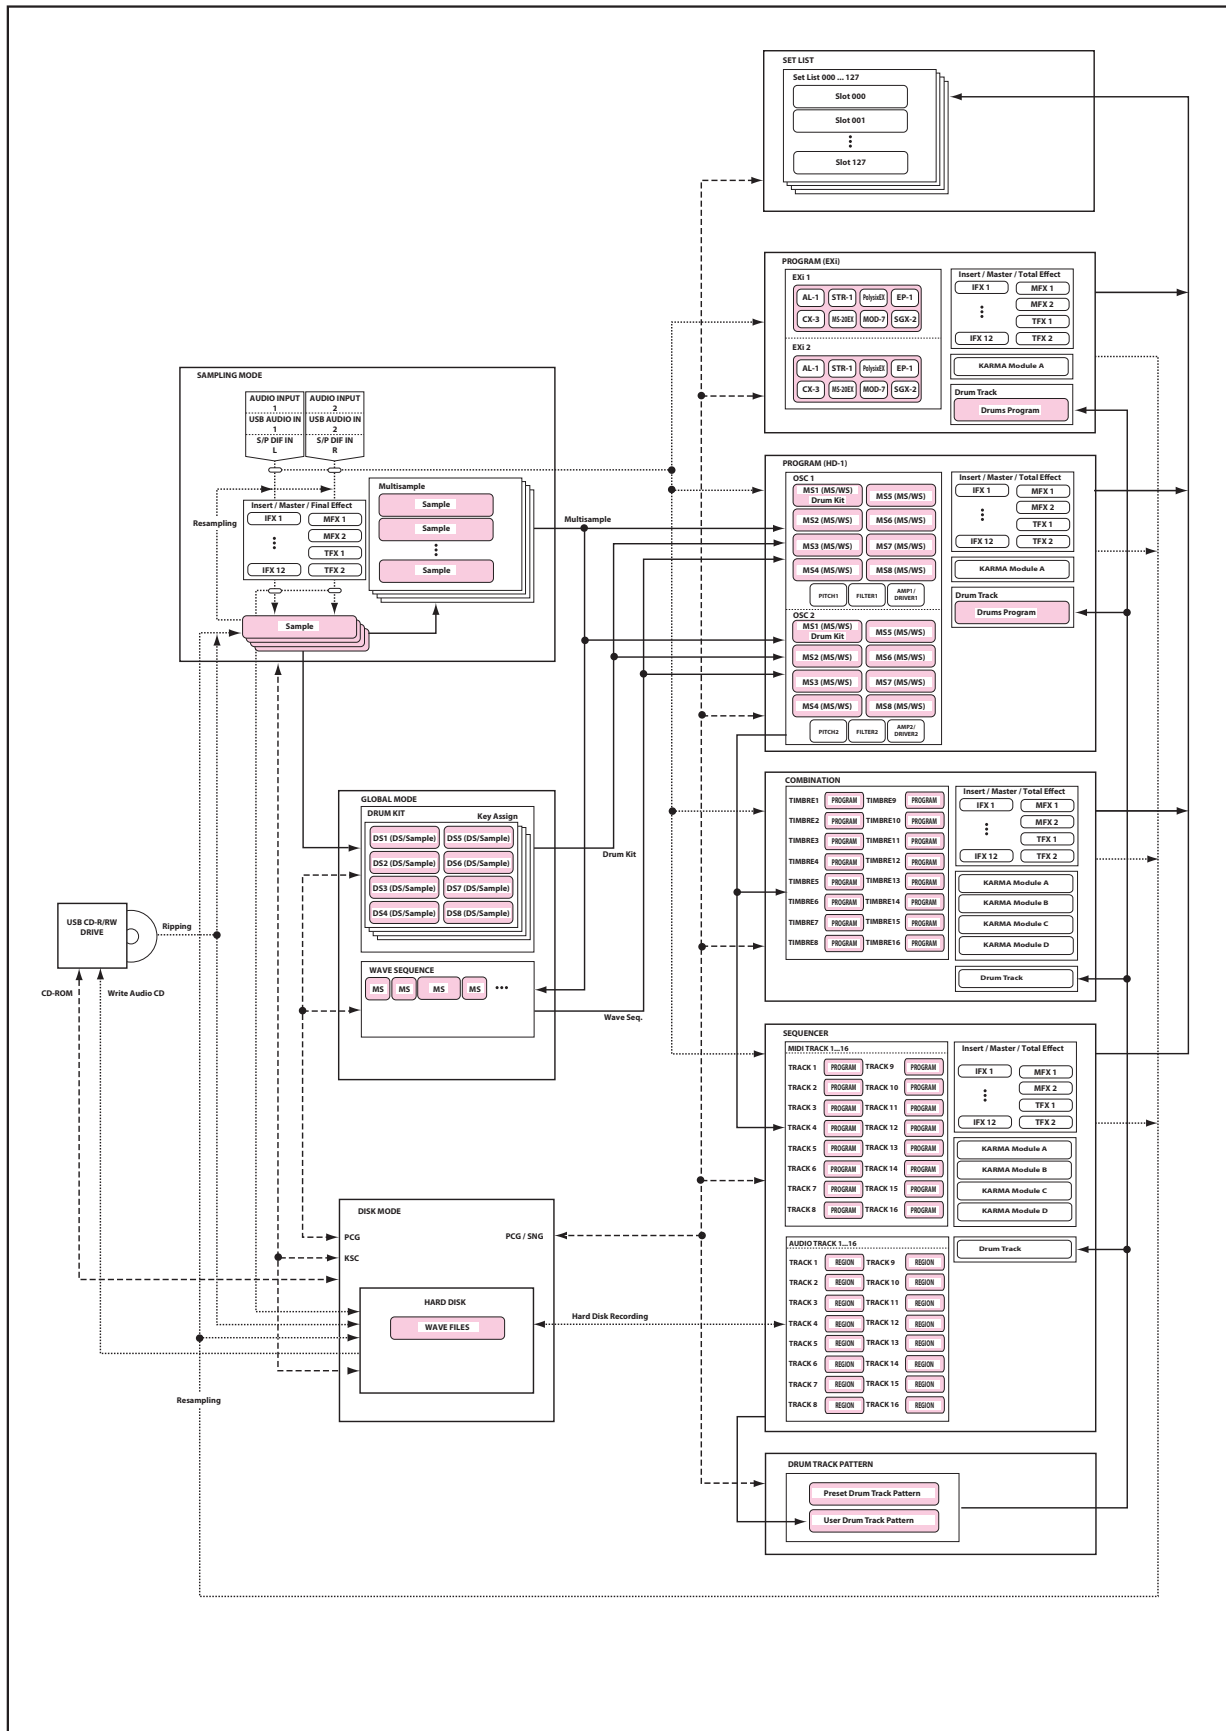 SET LIST
Set List 000 ... 127
Slot 000
Slot 001
Slot 127
PROGRAM (EXi)
EXi 1
AL-1
STR-1
PolysixEX
EP-1
CX-3
MS-20EX
MOD-7
SGX-2
EXi 2
AL-1
STR-1
PolysixEX
EP-1
CX-3
MS-20EX
MOD-7
SGX-2
Insert / Master / Total Effect
IFX 1
MFX 1
MFX 2
TFX 1
IFX 12
TFX 2
KARMA Module A
Drum Track
Drums Program
SAMPLING MODE
AUDIO INPUT
1
AUDIO INPUT
2
USB AUDIO IN
1
USB AUDIO IN
2
S/P DIF IN
L
S/P DIF IN
R
Resampling
Insert / Master / Final Effect
IFX 1
MFX 1
MFX 2
TFX 1
IFX 12
TFX 2
Multisample
Sample
Sample
Sample
Sample
Multisample
PROGRAM (HD-1)
OSC 1
MS1 (MS/WS)
Drum Kit
MS5 (MS/WS)
MS2 (MS/WS)
MS6 (MS/WS)
MS3 (MS/WS)
MS7 (MS/WS)
MS4 (MS/WS)
MS8 (MS/WS)
PITCH1
FILTER1
AMP1/
DRIVER1
OSC 2
MS1 (MS/WS)
Drum Kit
MS5 (MS/WS)
MS2 (MS/WS)
MS6 (MS/WS)
MS3 (MS/WS)
MS7 (MS/WS)
MS4 (MS/WS)
MS8 (MS/WS)
PITCH2
FILTER2
AMP2/
DRIVER2
Insert / Master / Total Effect
IFX 1
MFX 1
MFX 2
TFX 1
IFX 12
TFX 2
KARMA Module A
Drum Track
Drums Program
GLOBAL MODE
DRUM KIT
Key Assign
DS1 (DS/Sample)
DS5 (DS/Sample)
DS2 (DS/Sample)
DS6 (DS/Sample)
DS3 (DS/Sample)
DS7 (DS/Sample)
DS4 (DS/Sample)
DS8 (DS/Sample)
Drum Kit
WAVE SEQUENCE
MS
MS
MS
MS
Wave Seq.
USB CD-R/RW
DRIVE
Ripping
CD-ROM
Write Audio CD
COMBINATION
TIMBRE1 PROGRAM TIMBRE9 PROGRAM
TIMBRE2 PROGRAM TIMBRE10 PROGRAM
TIMBRE3 PROGRAM TIMBRE11 PROGRAM
TIMBRE4 PROGRAM TIMBRE12 PROGRAM
TIMBRE5 PROGRAM TIMBRE13 PROGRAM
TIMBRE6 PROGRAM TIMBRE14 PROGRAM
TIMBRE7 PROGRAM TIMBRE15 PROGRAM
TIMBRE8 PROGRAM TIMBRE16 PROGRAM
Insert / Master / Total Effect
IFX 1
MFX 1
MFX 2
TFX 1
IFX 12
TFX 2
KARMA Module A
KARMA Module B
KARMA Module C
KARMA Module D
Drum Track
SEQUENCER
MIDI TRACK 1...16
TRACK 1 PROGRAM TRACK 9 PROGRAM
TRACK 2 PROGRAM TRACK 10 PROGRAM
TRACK 3 PROGRAM TRACK 11 PROGRAM
TRACK 4 PROGRAM TRACK 12 PROGRAM
TRACK 5 PROGRAM TRACK 13 PROGRAM
TRACK 6 PROGRAM TRACK 14 PROGRAM
TRACK 7 PROGRAM TRACK 15 PROGRAM
TRACK 8 PROGRAM TRACK 16 PROGRAM
Insert / Master / Total Effect
IFX 1
MFX 1
MFX 2
TFX 1
IFX 12
TFX 2
KARMA Module A
KARMA Module B
KARMA Module C
KARMA Module D
Drum Track
AUDIO TRACK 1...16
TRACK 1 REGION TRACK 9 REGION
TRACK 2 REGION TRACK 10 REGION
TRACK 3 REGION TRACK 11 REGION
TRACK 4 REGION TRACK 12 REGION
TRACK 5 REGION TRACK 13 REGION
TRACK 6 REGION TRACK 14 REGION
TRACK 7 REGION TRACK 15 REGION
TRACK 8 REGION TRACK 16 REGION
DISK MODE
PCG
PCG / SNG
KSC
HARD DISK
WAVE FILES
Hard Disk Recording
Resampling
DRUM TRACK PATTERN
Preset Drum Track Pattern
User Drum Track Pattern